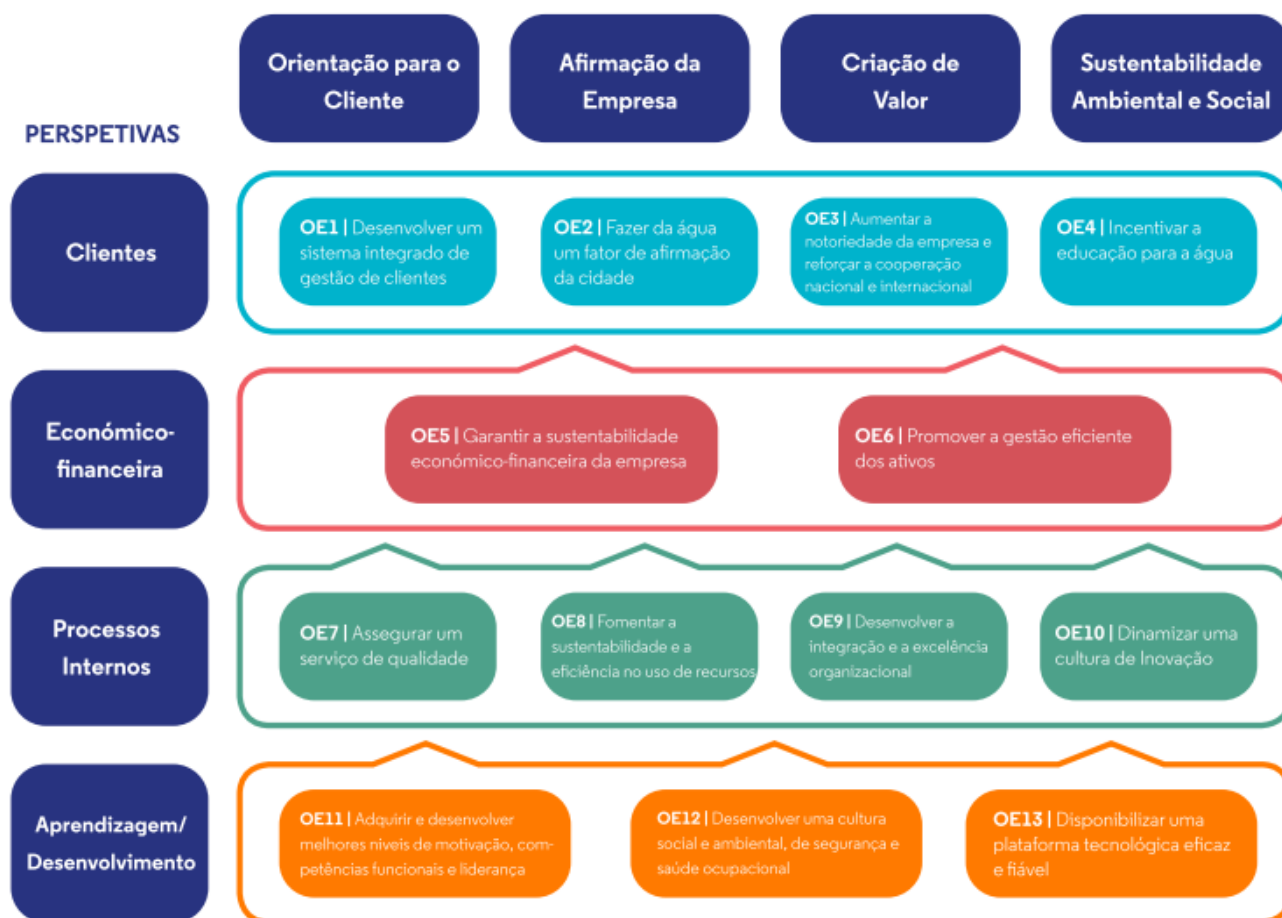 Orientação para o
Cliente
Afirmação da
Empresa
Criação de
Valor
Sustentabilidade
Ambiental e Social
PERSPETIVAS
Clientes
OE1 | Desenvolver um
sistema integrado de
gestão de clientes
OE2 | Fazer da água
um fator de afirmação
da cidade
OE3 | Aumentar a
notoriedade da empresa e
reforçar a cooperação
nacional e internacional
OE4 | Incentivar a
educação para a água
Económico-
financeira
OE5 | Garantir a sustentabilidade
económico-financeira da empresa
OE6 | Promover a gestão eficiente
dos ativos
Processos
Internos
OE7 | Assegurar um
serviço de qualidade
OE8 | Fomentar a
sustentabilidade e a
eficiência no uso de recursos
OE9 | Desenvolver a
integração e a excelência
organizacional
OE10 | Dinamizar uma
cultura de Inovação
Aprendizagem/
Desenvolvimento
OE11 | Adquirir e desenvolver
melhores níveis de motivação, com-
petências funcionais e liderança
OE12 | Desenvolver uma cultura
social e ambiental, de segurança e
saúde ocupacional
OE13 | Disponibilizar uma
plataforma tecnológica eficaz
e fiável